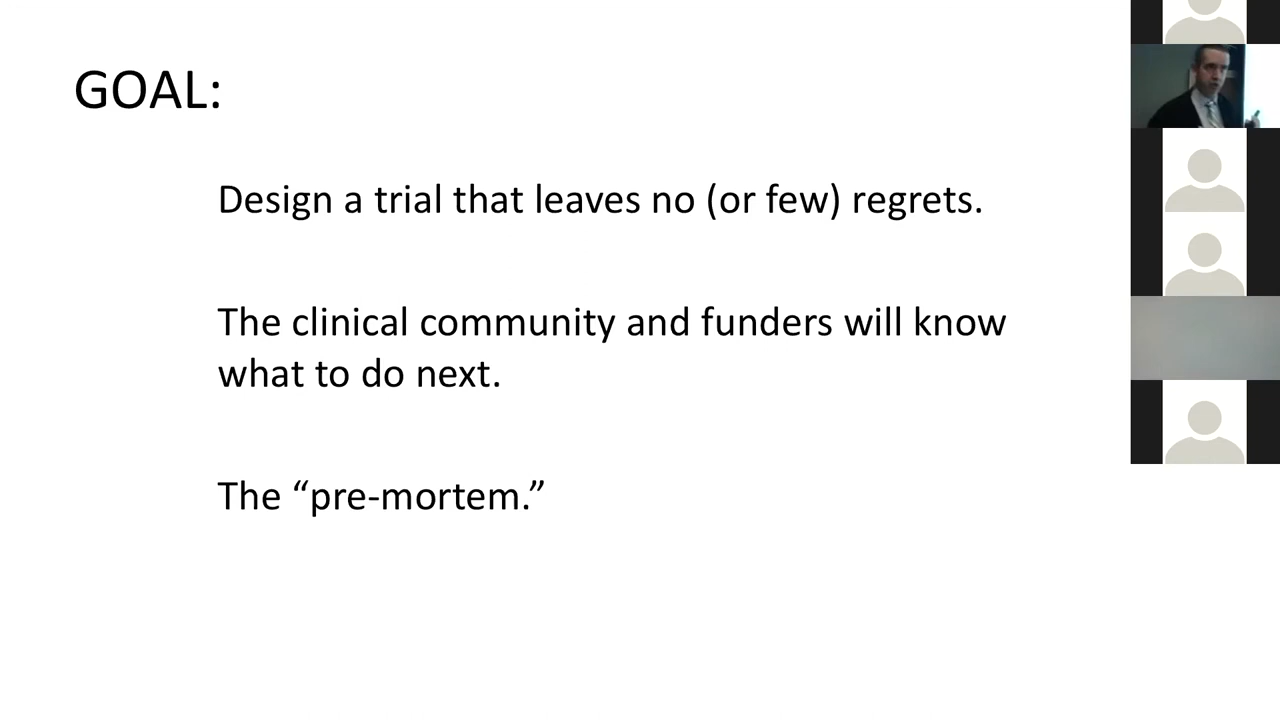 GOAL:
Design a trial that leaves no (or few) regrets.
The clinical community and funders will know
what to do next.
The “pre-mortem.”